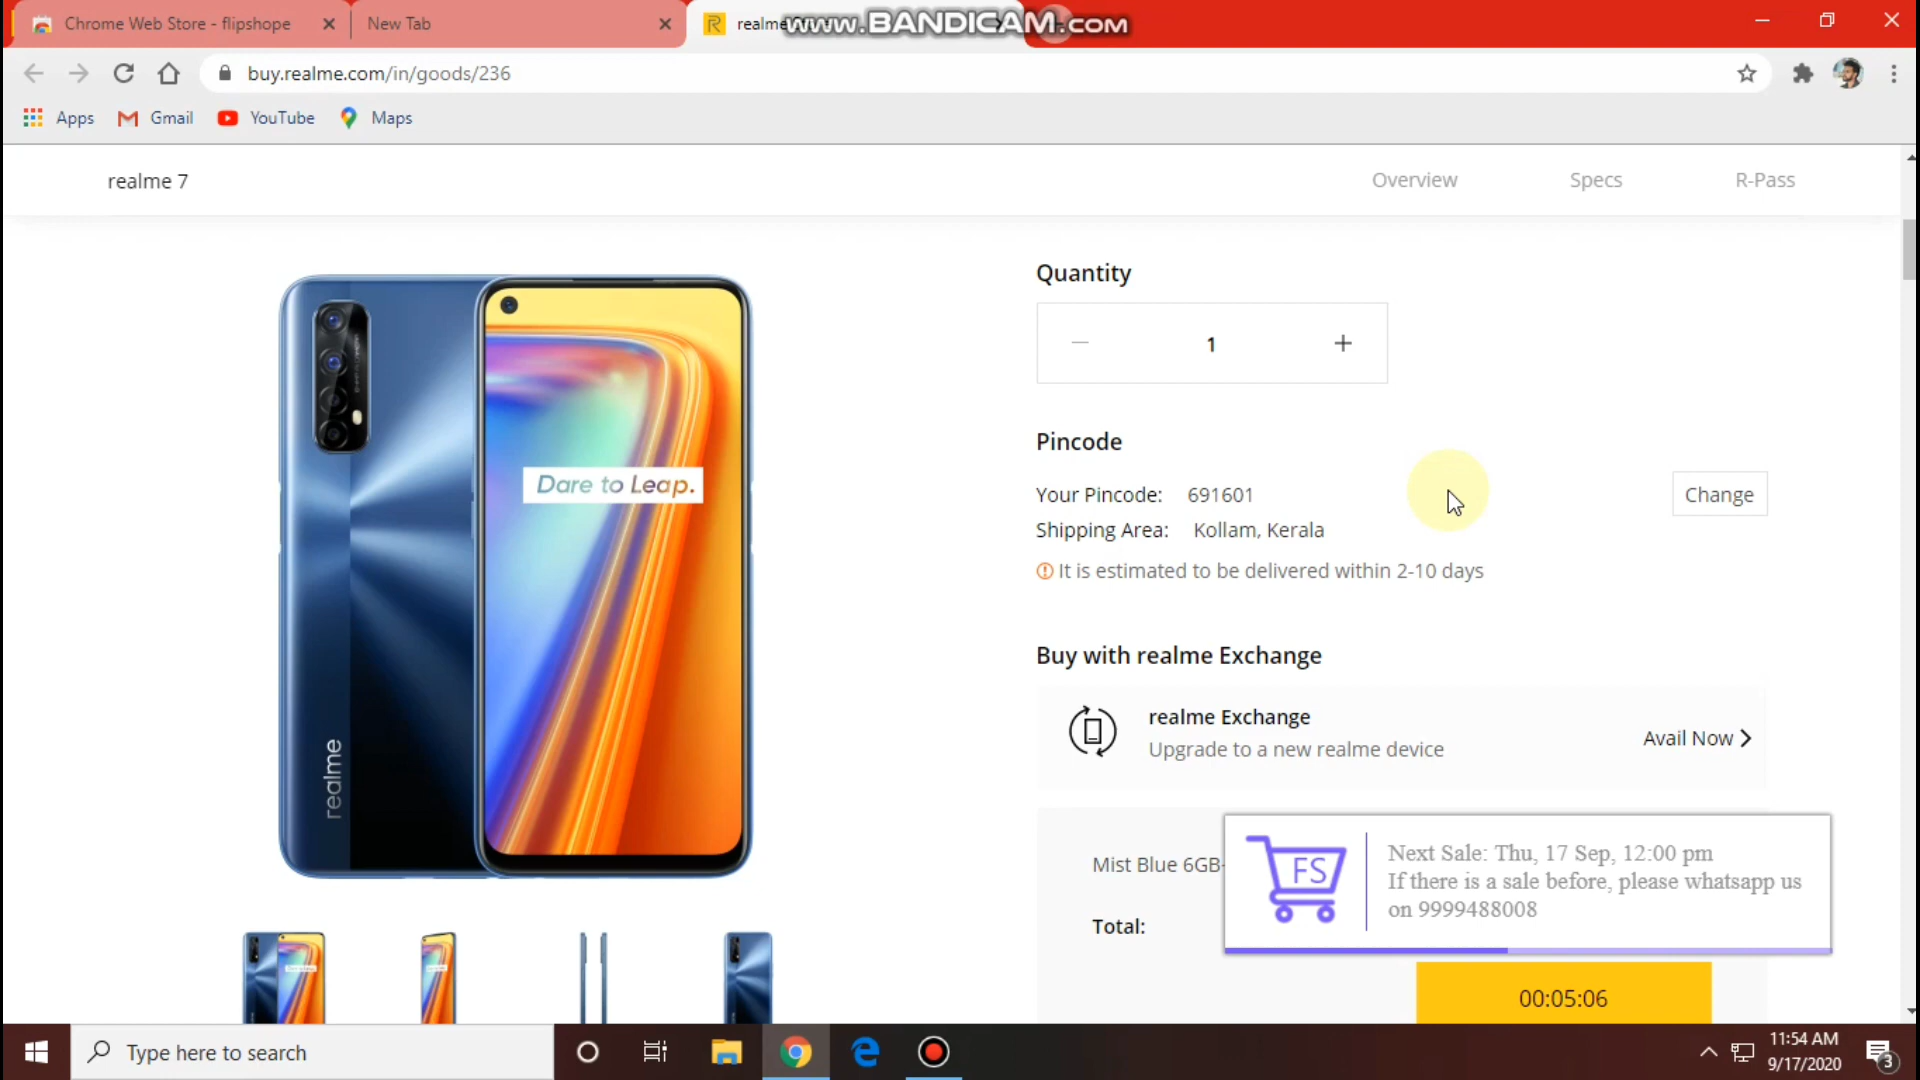 Chrome Web Store - flipshope
New Tab
realme
www.BANDICAM.com
buy.realme.com/in/goods/236
Apps
Gmail
YouTube
Maps
realme 7
Overview
Specs
R-Pass
Quantity
1
Pincode
Your Pincode: 691601
Change
Shipping Area: Kollam, Kerala
It is estimated to be delivered within 2-10 days
Dare to Leap.
realme
Buy with realme Exchange
realme Exchange
Upgrade to a new realme device
Avail Now
Mist Blue 6GB-
Total:
FS
Next Sale: Thu, 17 Sep, 12:00 pm
If there is a sale before, please whatsapp us
on 9999488008
00:05:06
Type here to search
11:54 AM
9/17/2020
3